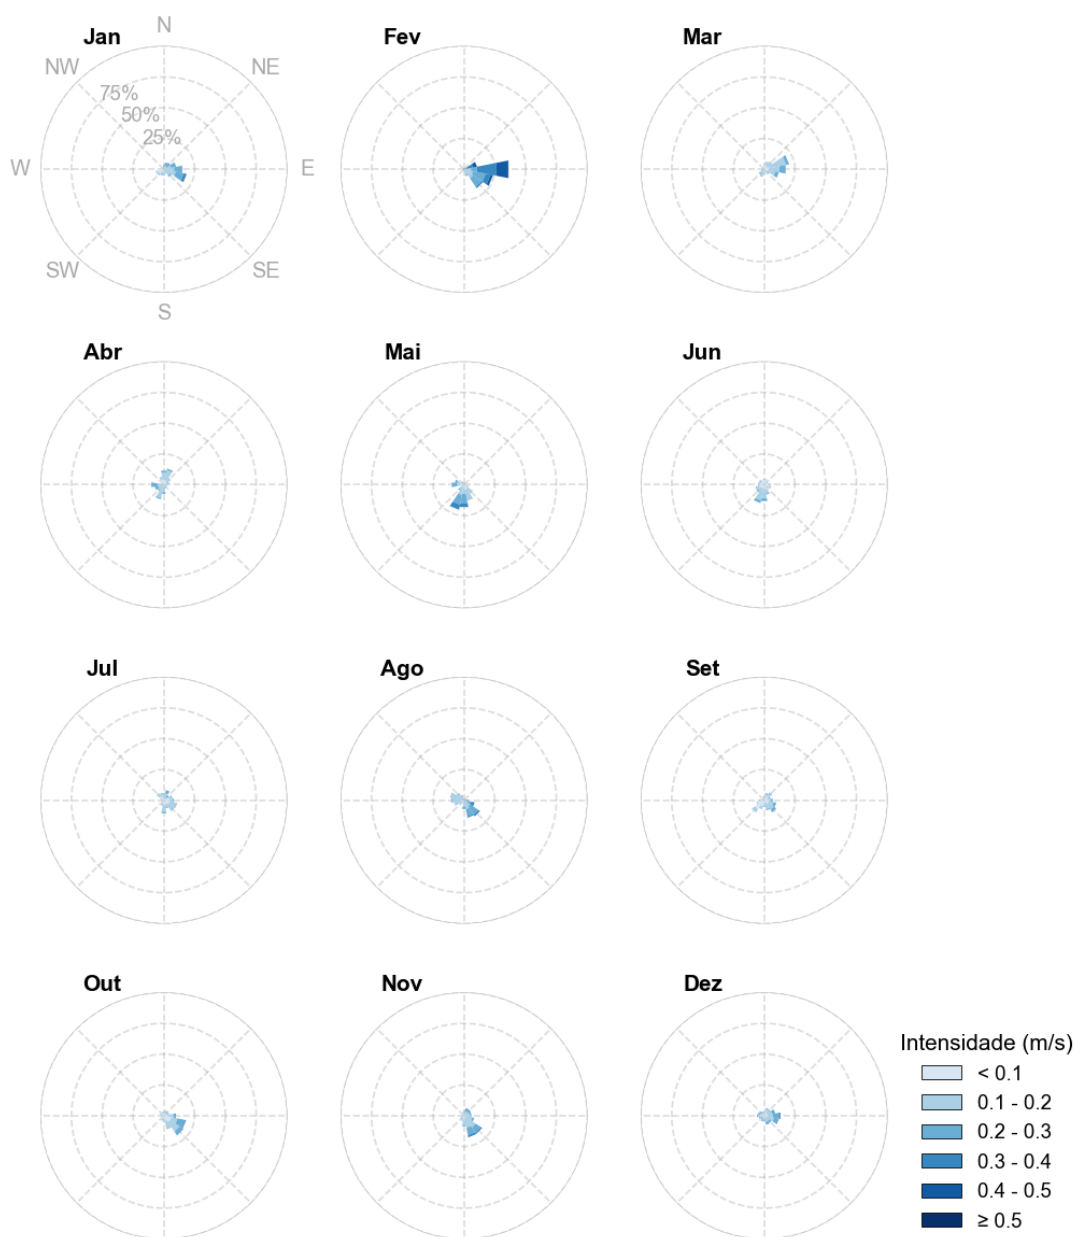 N
Jan
Fev
Mar
NW
NE
75%
50%
25%
W
E
SW
SE
S
Abr
Mai
Jun
Jul
Ago
Set
Out
Nov
Dez
Intensidade (m/s)
< 0.1
0.1 - 0.2
0.2 - 0.3
0.3 - 0.4
0.4 - 0.5
≥ 0.5